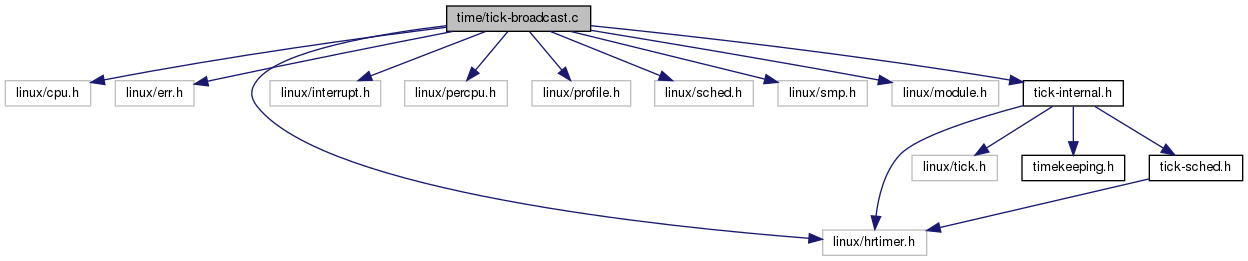 time/tick-broadcast.c
linux/cpu.h
linux/err.h
linux/interrupt.h
linux/percpu.h
linux/profile.h
linux/sched.h
linux/smp.h
linux/module.h
tick-internal.h
linux/tick.h
timekeeping.h
tick-sched.h
linux/hrtimer.h